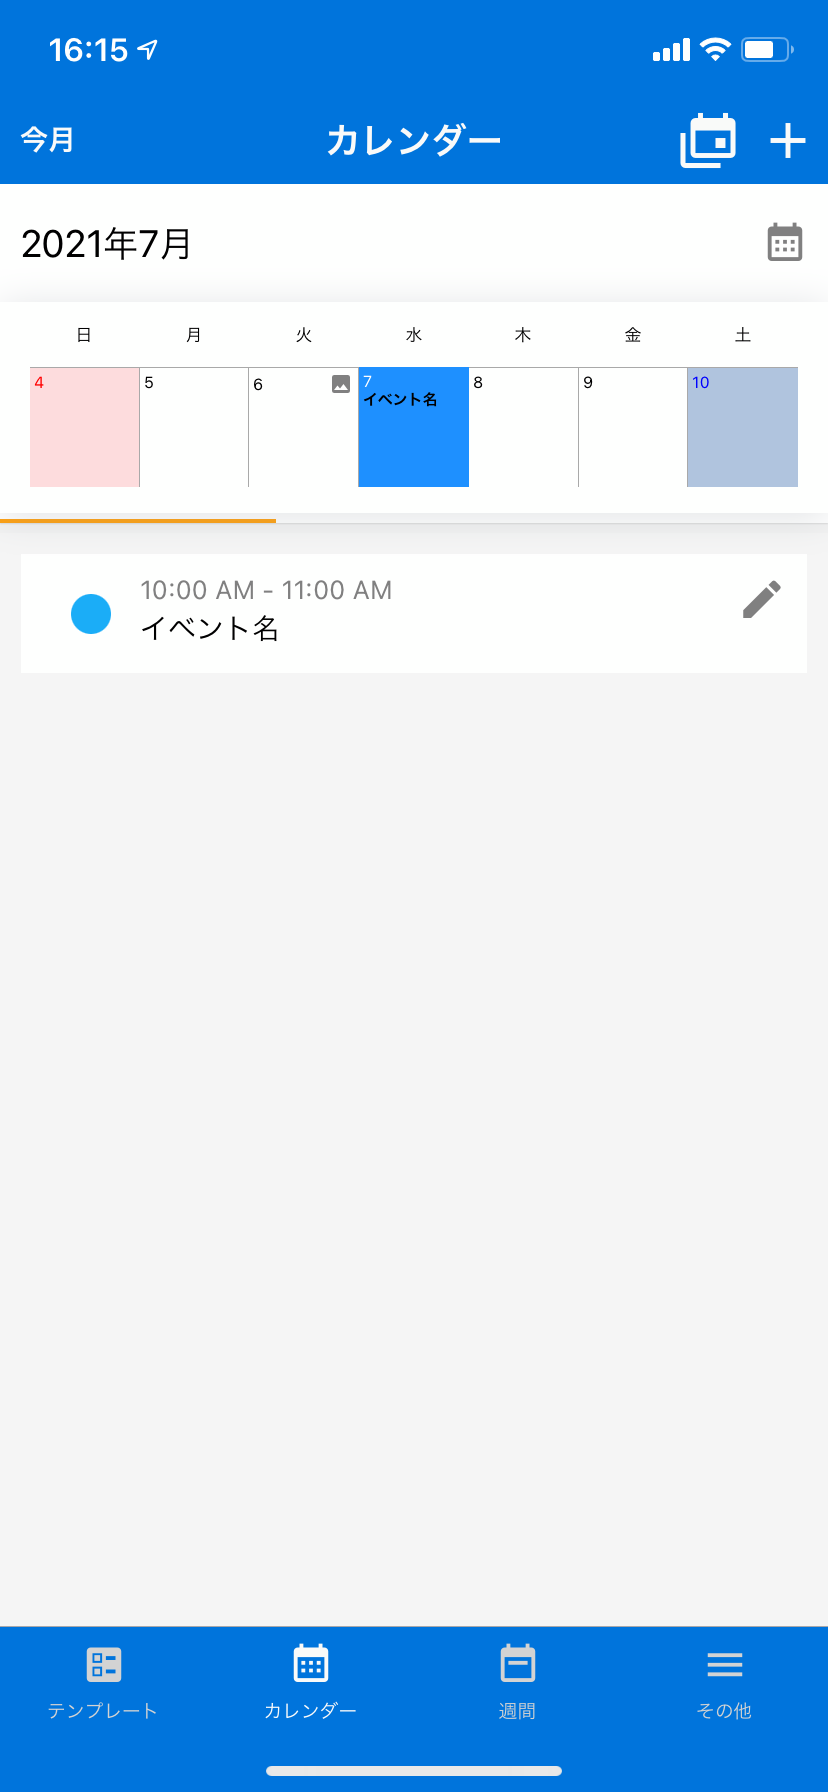 16:15
今月
カレンダー
2021年7月
日 月 火 水 木 金 土
4 5 6 7 8 9 10
イベント名
10:00 AM - 11:00 AM
イベント名
テンプレート カレンダー 週間 その他